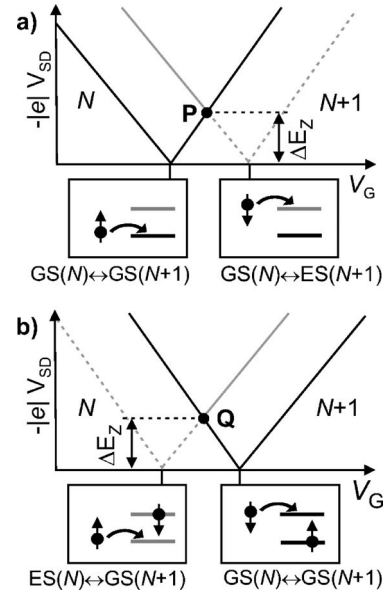 a)
-|e| V_SD
N
P
N+1
ΔE_Z
V_G
GS(N)↔GS(N+1)
GS(N)↔ES(N+1)
b)
-|e| V_SD
N
Q
N+1
ΔE_Z
V_G
ES(N)↔GS(N+1)
GS(N)↔GS(N+1)